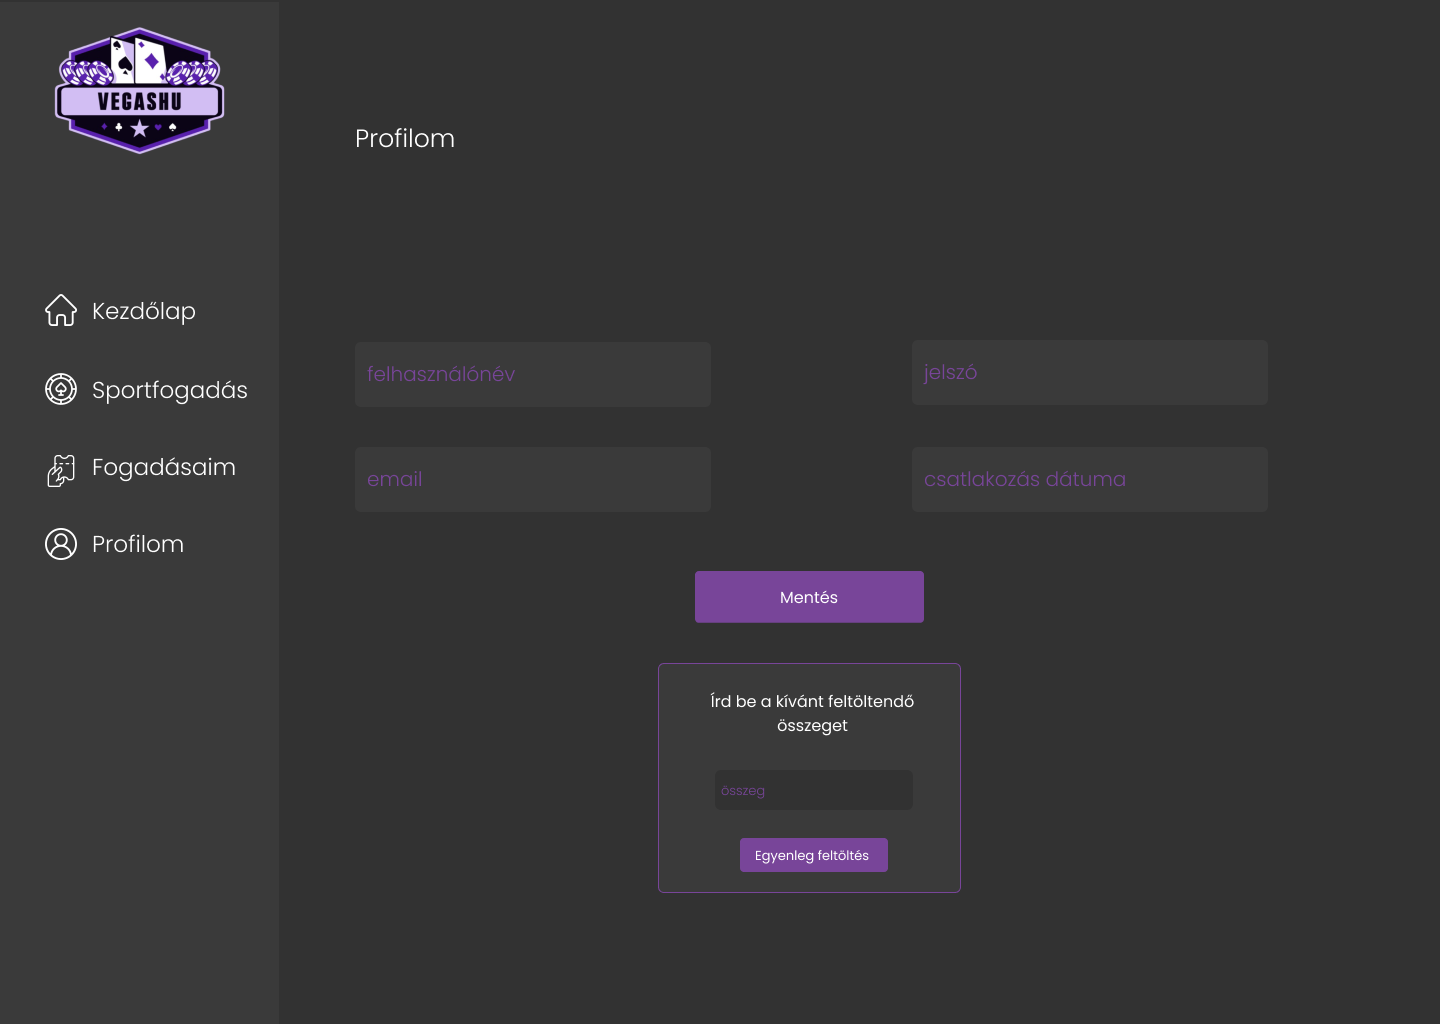 VEGASHU
Profilom
Kezdőlap
Sportfogadás
Fogadásaim
Profilom
felhasználónév
jelszó
email
csatlakozás dátuma
Mentés
Írd be a kívánt feltöltendő
összeget
összeg
Egyenleg feltöltés